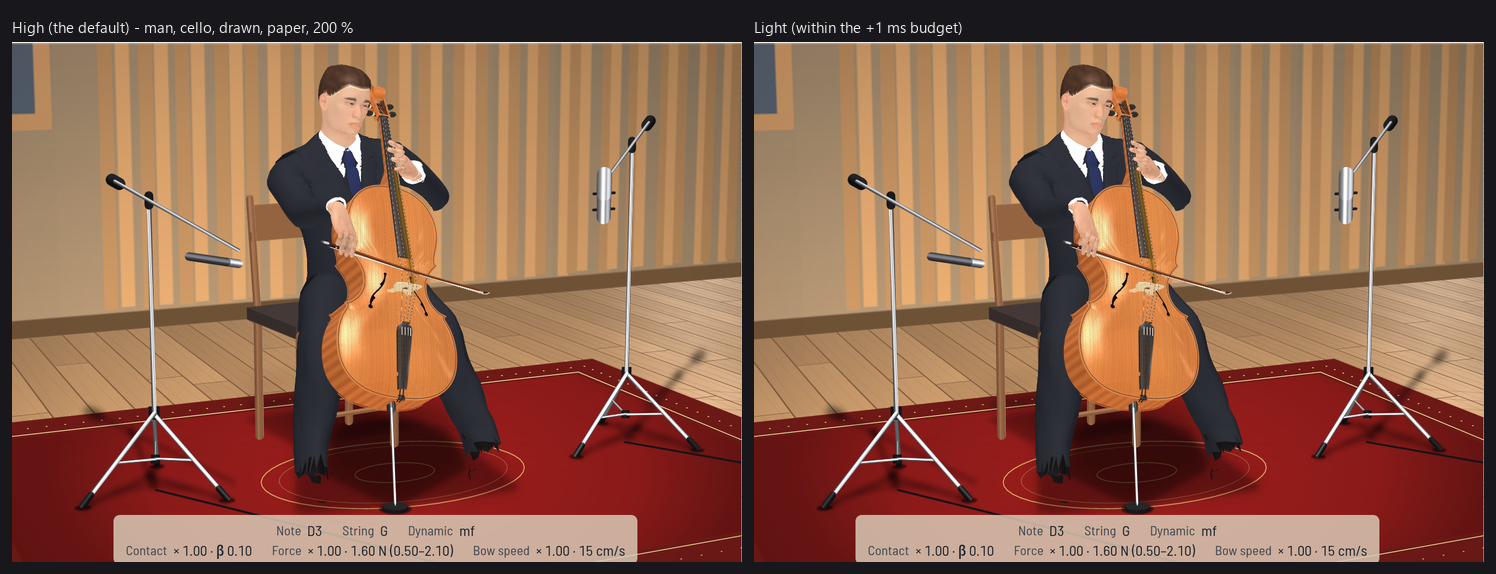 High (the default) - man, cello, drawn, paper, 200 %
Light (within the +1 ms budget)
Note D3 String G Dynamic mf
Contact × 1.00 · β 0.10 Force × 1.00 · 1.60 N (0.50–2.10) Bow speed × 1.00 · 15 cm/s
Note D3 String G Dynamic mf
Contact × 1.00 · β 0.10 Force × 1.00 · 1.60 N (0.50–2.10) Bow speed × 1.00 · 15 cm/s